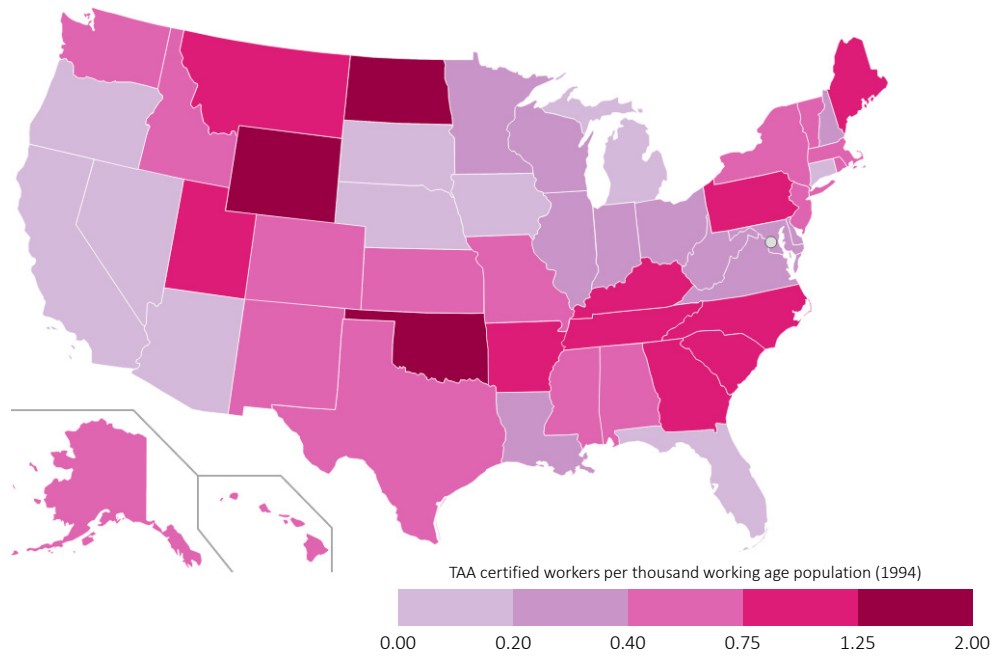 TAA certified workers per thousand working age population (1994)
0.00 0.20 0.40 0.75 1.25 2.00